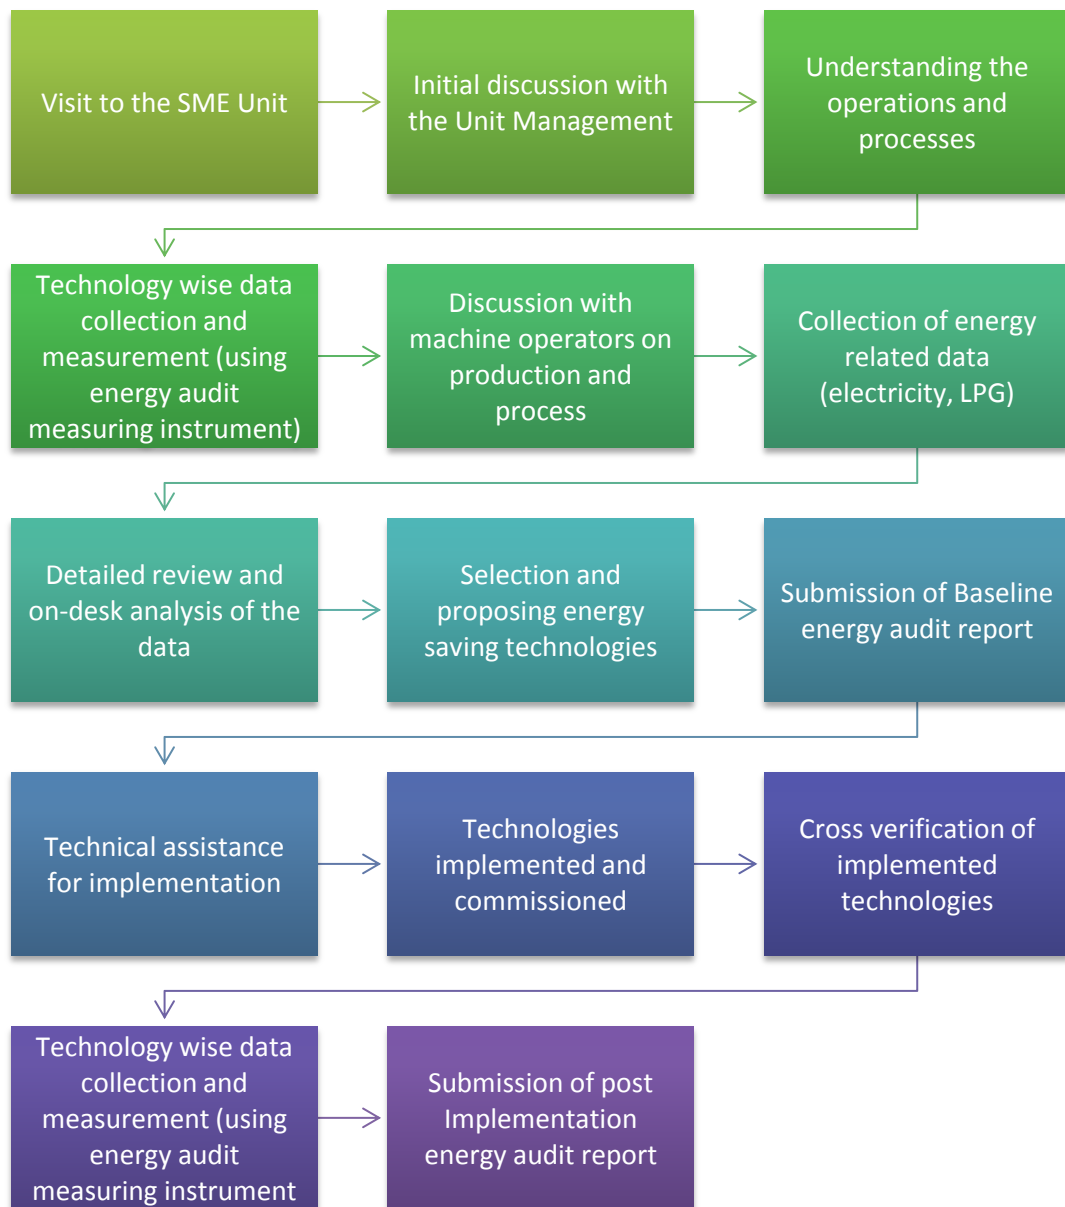 Visit to the SME Unit
Initial discussion with
the Unit Management
Understanding the
operations and
processes
Technology wise data
collection and
measurement (using
energy audit
measuring instrument)
Discussion with
machine operators on
production and
process
Collection of energy
related data
(electricity, LPG)
Detailed review and
on-desk analysis of the
data
Selection and
proposing energy
saving technologies
Submission of Baseline
energy audit report
Technical assistance
for implementation
Technologies
implemented and
commissioned
Cross verification of
implemented
technologies
Technology wise data
collection and
measurement (using
energy audit
measuring instrument
Submission of post
Implementation
energy audit report